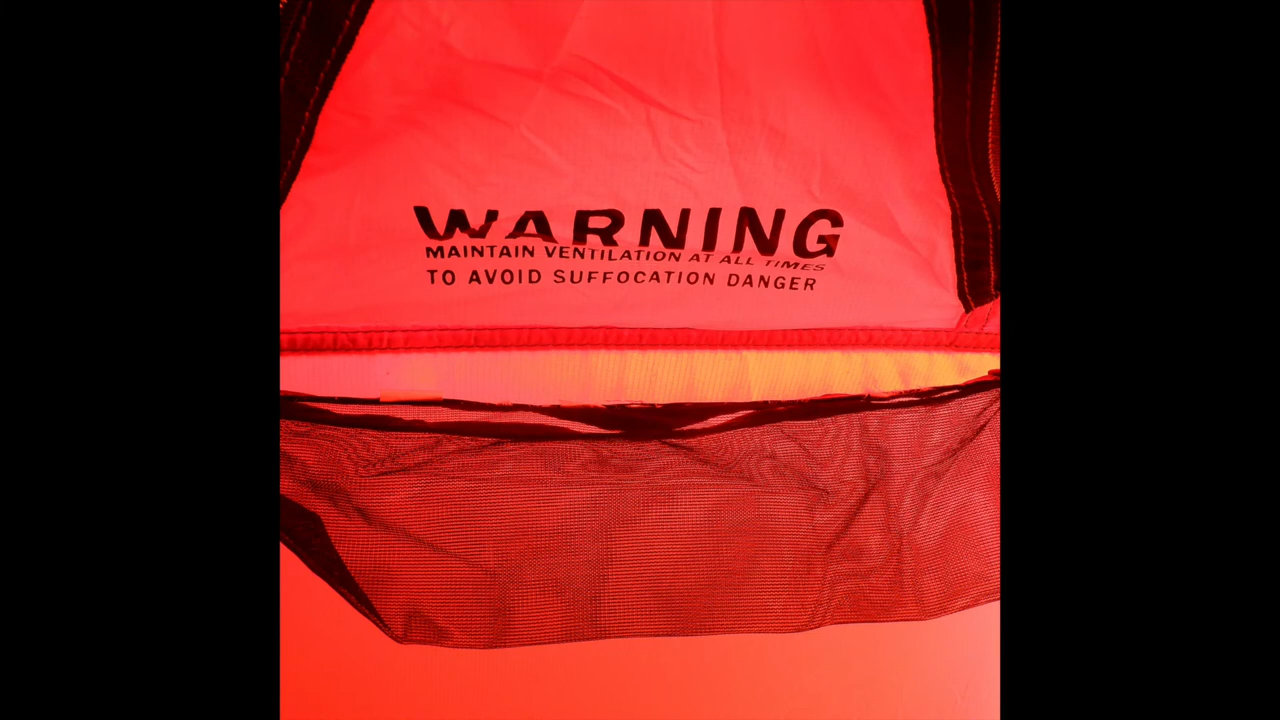 WARNING
MAINTAIN VENTILATION AT ALL TIMES
TO AVOID SUFFOCATION DANGER